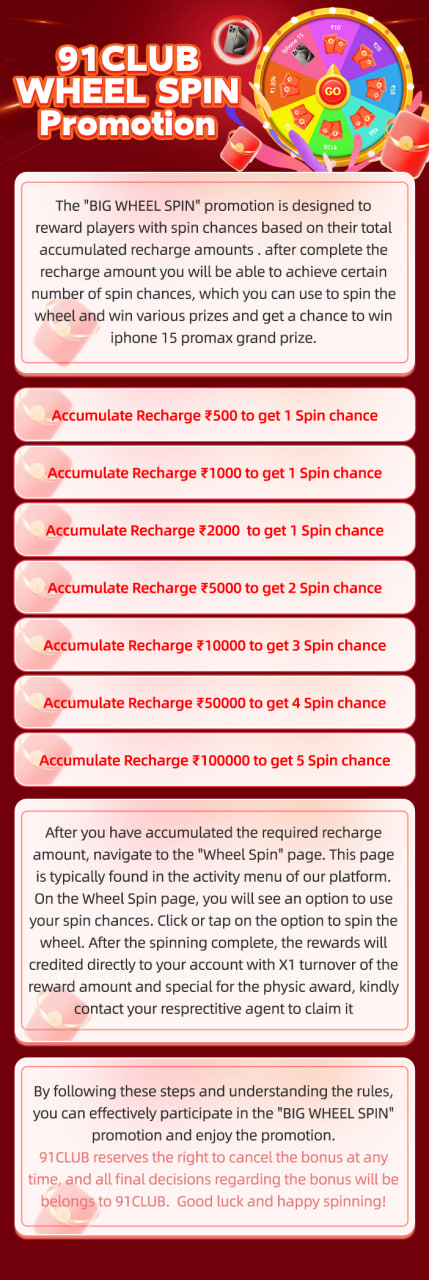 91CLUB
WHEEL SPIN
Promotion
iphone 15
₹10
GO
The "BIG WHEEL SPIN" promotion is designed to
reward players with spin chances based on their total
accumulated recharge amounts . after complete the
recharge amount you will be able to achieve certain
number of spin chances, which you can use to spin the
wheel and win various prizes and get a chance to win
iphone 15 promax grand prize.
Accumulate Recharge ₹500 to get 1 Spin chance
Accumulate Recharge ₹1000 to get 1 Spin chance
Accumulate Recharge ₹2000  to get 1 Spin chance
Accumulate Recharge ₹5000 to get 2 Spin chance
Accumulate Recharge ₹10000 to get 3 Spin chance
Accumulate Recharge ₹50000 to get 4 Spin chance
Accumulate Recharge ₹100000 to get 5 Spin chance
After you have accumulated the required recharge
amount, navigate to the "Wheel Spin" page. This page
is typically found in the activity menu of our platform.
On the Wheel Spin page, you will see an option to use
your spin chances. Click or tap on the option to spin the
wheel. After the spinning complete, the rewards will
credited directly to your account with X1 turnover of the
reward amount and special for the physic award, kindly
contact your resprectitive agent to claim it
By following these steps and understanding the rules,
you can effectively participate in the "BIG WHEEL SPIN"
promotion and enjoy the promotion.
91CLUB reserves the right to cancel the bonus at any
time, and all final decisions regarding the bonus will be
belongs to 91CLUB.  Good luck and happy spinning!